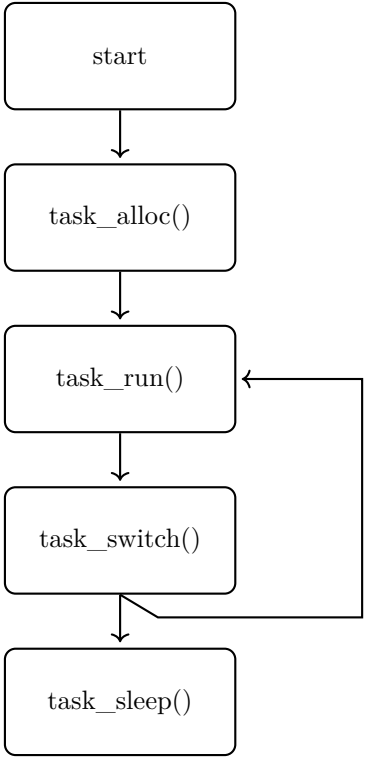 start
task_alloc()
task_run()
task_switch()
task_sleep()